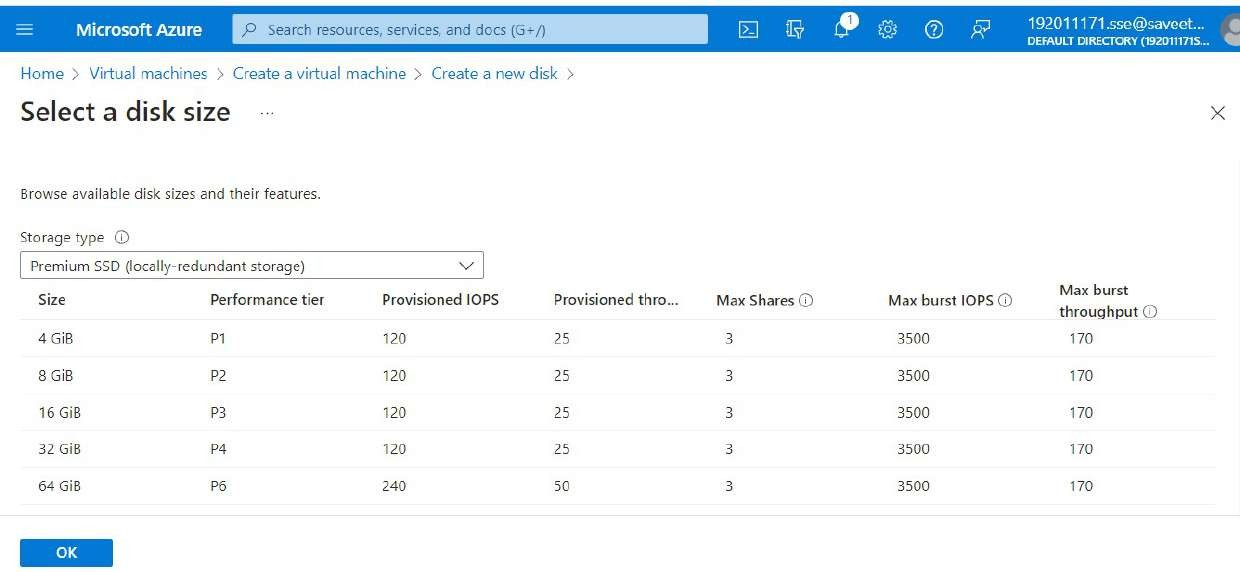 Microsoft Azure
Search resources, services, and docs (G+/)
1
192011171.sse@saveet...
DEFAULT DIRECTORY (192011171S...
Home > Virtual machines > Create a virtual machine > Create a new disk >
Select a disk size ...
Browse available disk sizes and their features.
Storage type
Premium SSD (locally-redundant storage)
Size Performance tier Provisioned IOPS Provisioned thro... Max Shares Max burst IOPS Max burst throughput
4 GiB P1 120 25 3 3500 170
8 GiB P2 120 25 3 3500 170
16 GiB P3 120 25 3 3500 170
32 GiB P4 120 25 3 3500 170
64 GiB P6 240 50 3 3500 170
OK